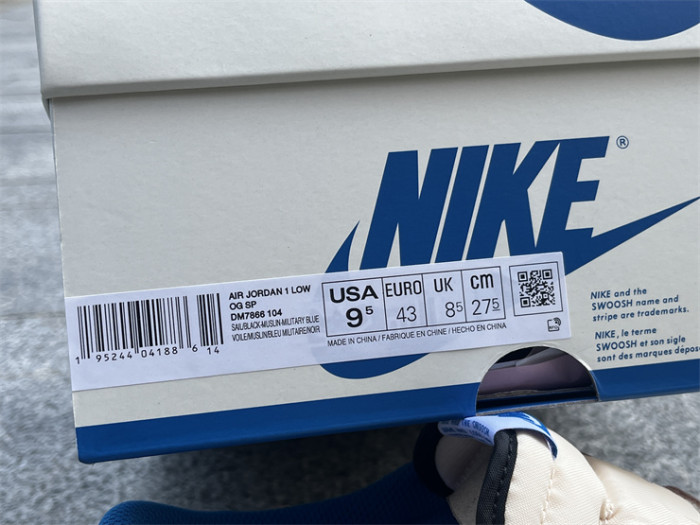 NIKE®
AIR JORDAN 1 LOW
OG SP
DM7866 104
SAIL/BLACK-MUSLIN-MILITARY BLUE
VOILE/MUSLIN/BLEU MILITAIRE/NOIR
1 95244 04188 6 14
USA EURO UK CM
9⁵ 43 8⁵ 27⁵
MADE IN CHINA / FABRIQUE EN CHINE / HECHO EN CHINA
NIKE and the
SWOOSH name and
stripe are trademarks.
NIKE, le terme
SWOOSH et son sigle
sont des marques dépos